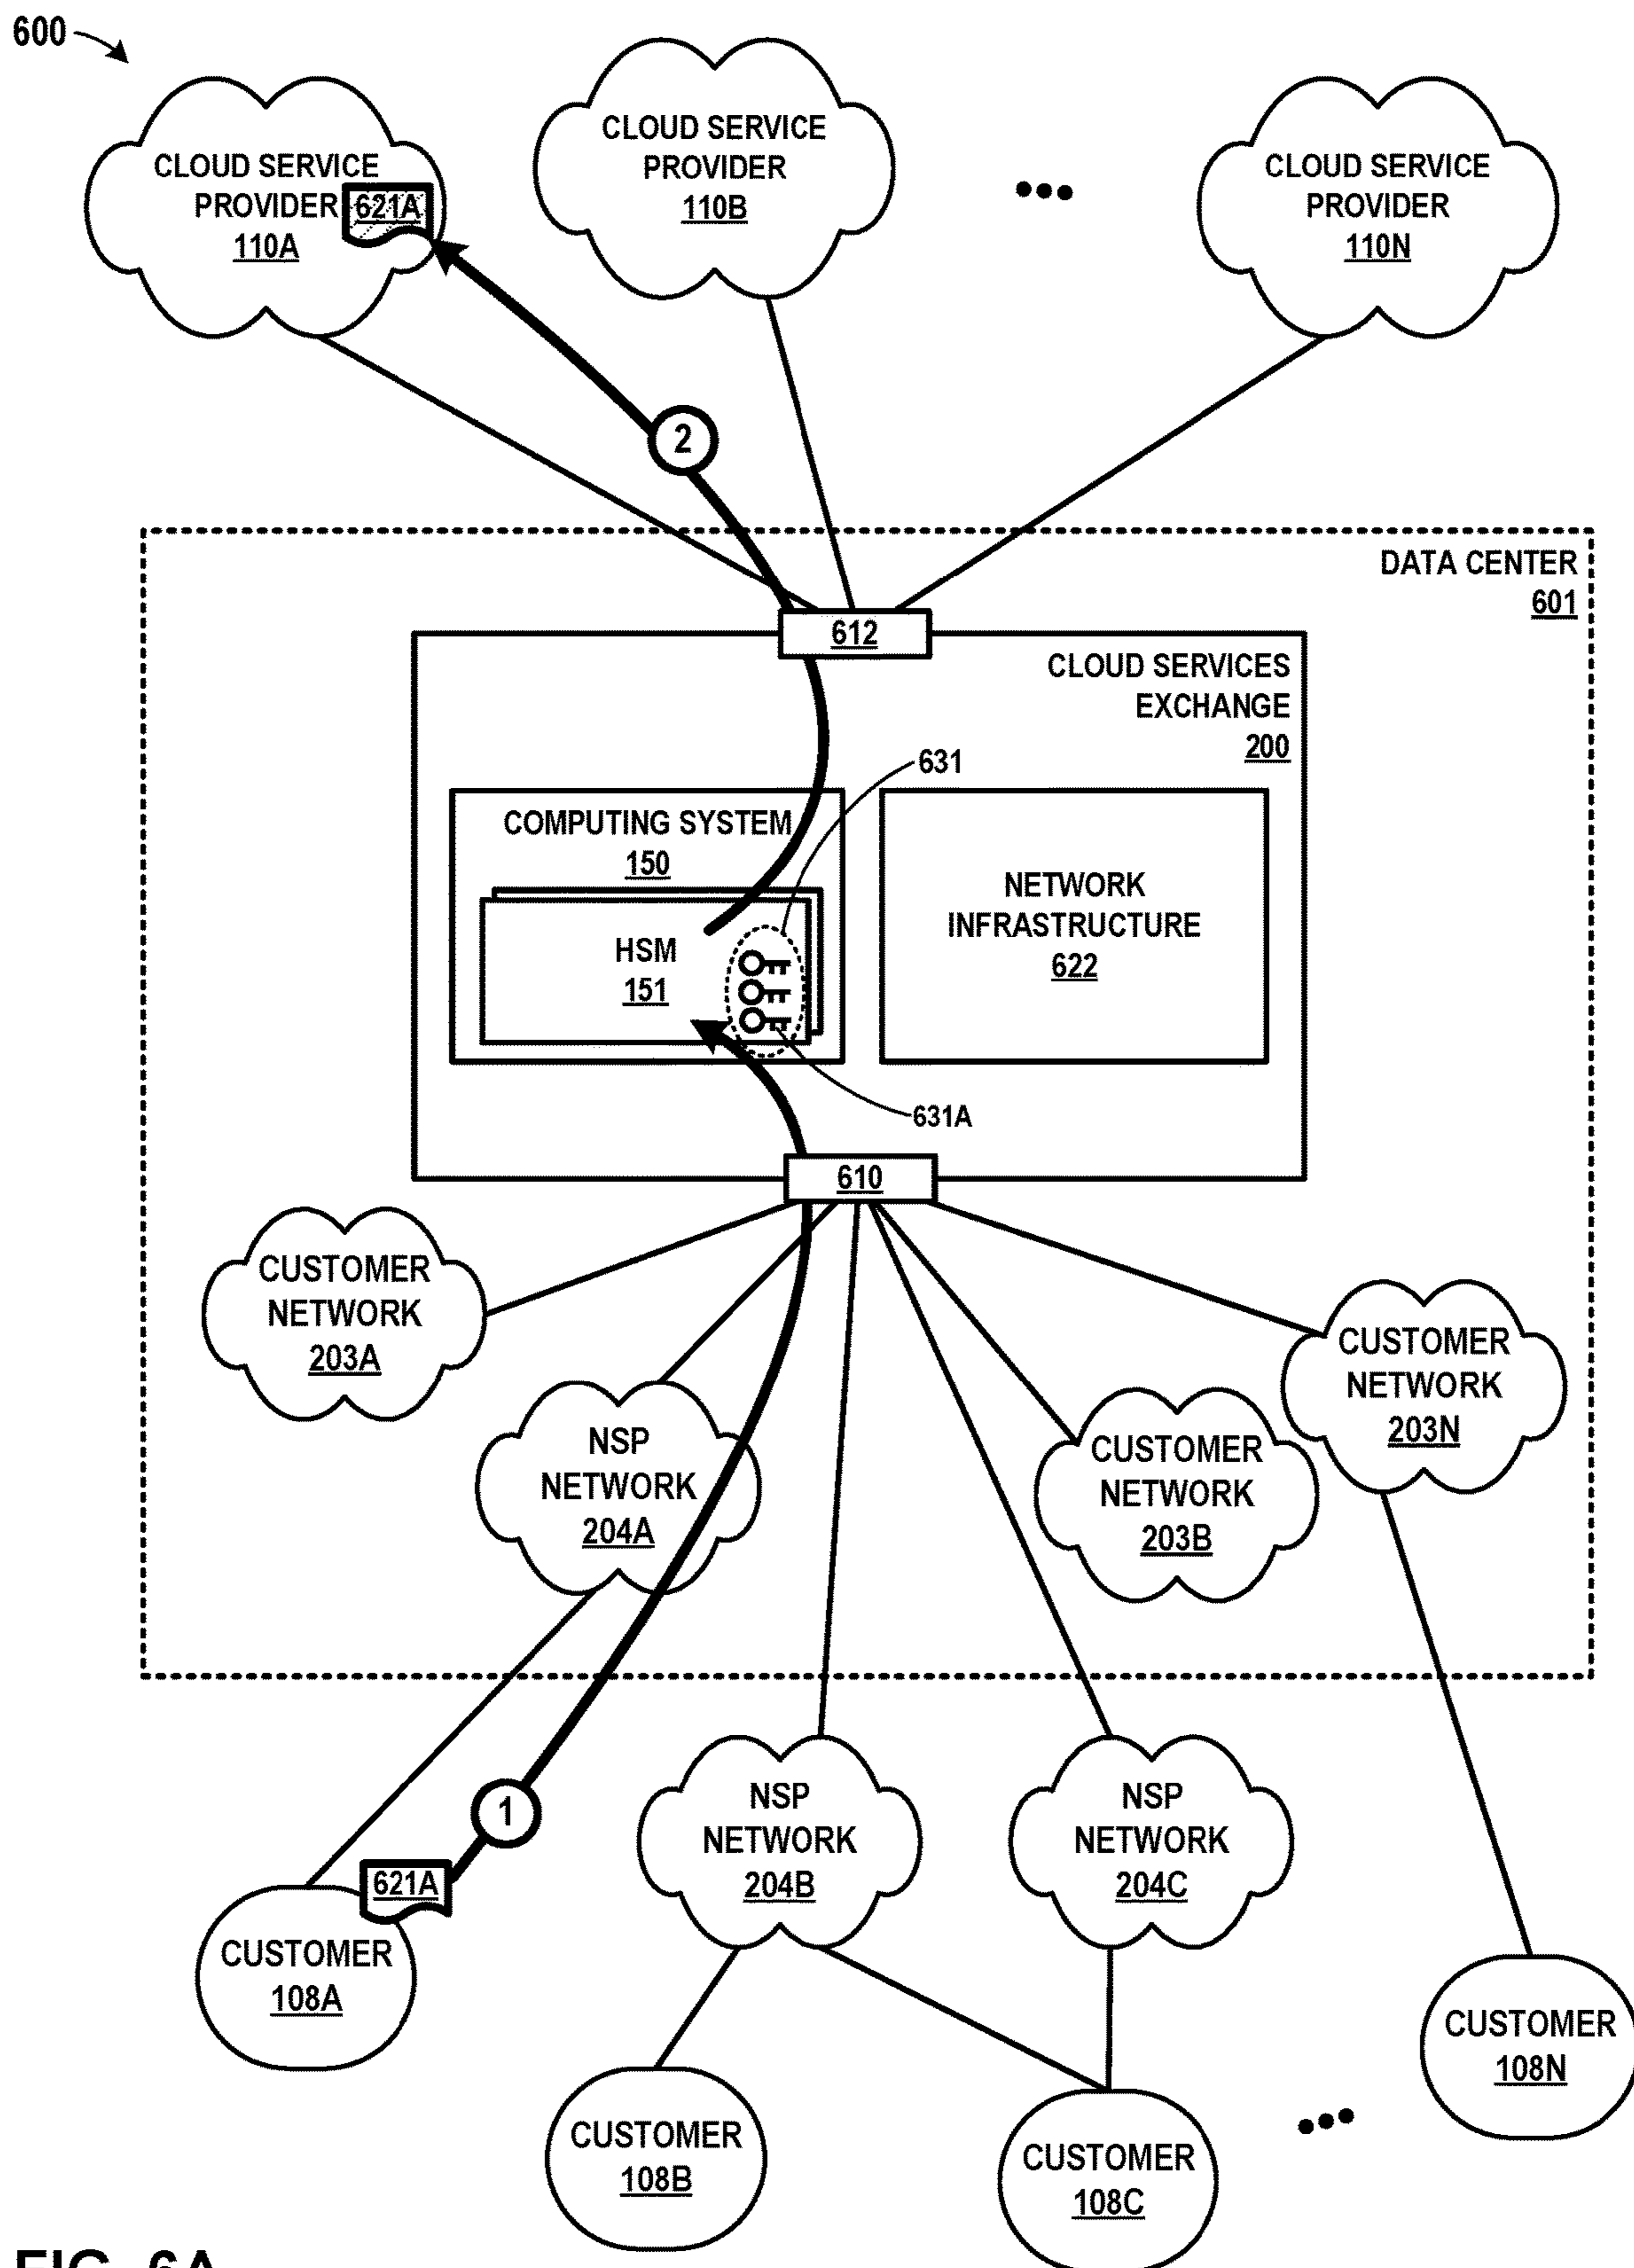 600
CLOUD SERVICE
PROVIDER
110A
621A
CLOUD SERVICE
PROVIDER
110B
CLOUD SERVICE
PROVIDER
110N
2
DATA CENTER
601
612
CLOUD SERVICES
EXCHANGE
200
631
COMPUTING SYSTEM
150
HSM
151
NETWORK
INFRASTRUCTURE
622
631A
610
CUSTOMER
NETWORK
203A
NSP
NETWORK
204A
CUSTOMER
NETWORK
203B
CUSTOMER
NETWORK
203N
1
621A
CUSTOMER
108A
NSP
NETWORK
204B
NSP
NETWORK
204C
CUSTOMER
108B
CUSTOMER
108C
CUSTOMER
108N
FIG. 6A